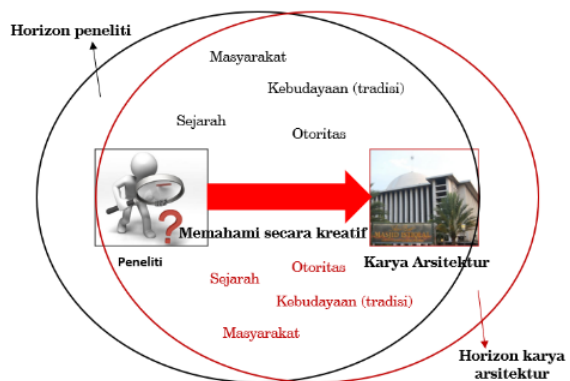 Horizon peneliti
Masyarakat
Kebudayaan (tradisi)
Sejarah
Otoritas
Memahami secara kreatif
Peneliti
Karya Arsitektur
Otoritas
Sejarah
Kebudayaan (tradisi)
Masyarakat
Horizon karya
arsitektur